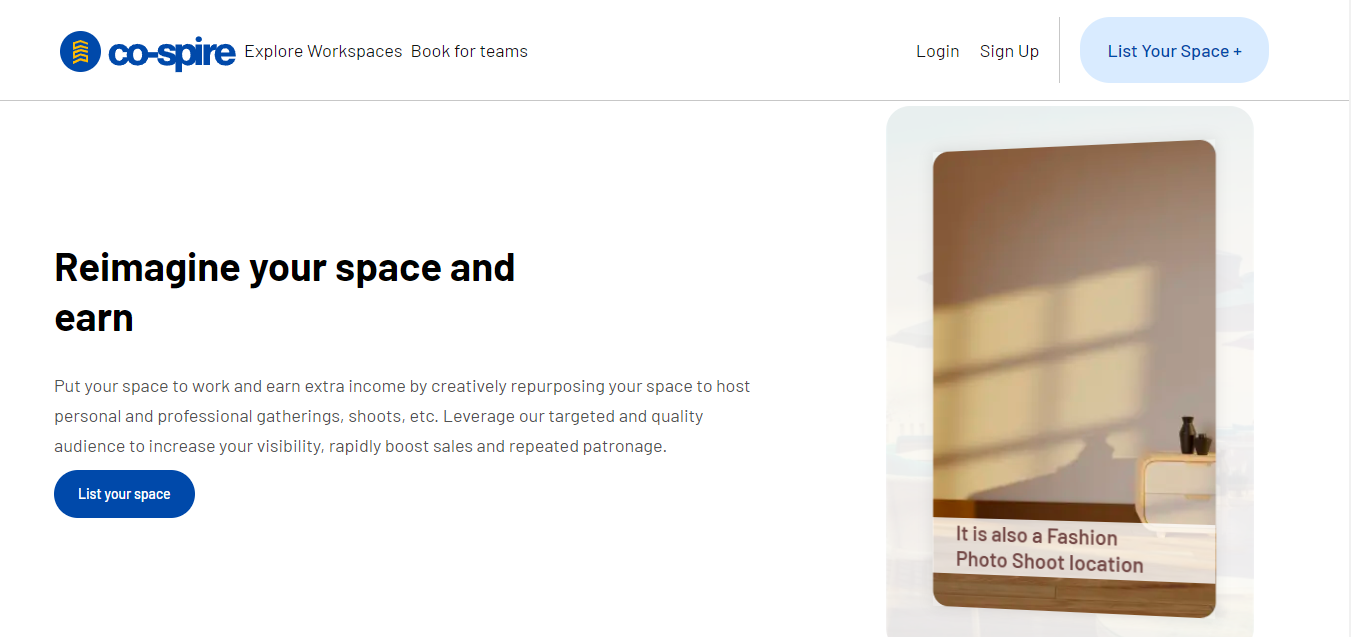 co-spire Explore Workspaces Book for teams Login Sign Up List Your Space +
Reimagine your space and
earn
Put your space to work and earn extra income by creatively repurposing your space to host
personal and professional gatherings, shoots, etc. Leverage our targeted and quality
audience to increase your visibility, rapidly boost sales and repeated patronage.
List your space
It is also a Fashion
Photo Shoot location